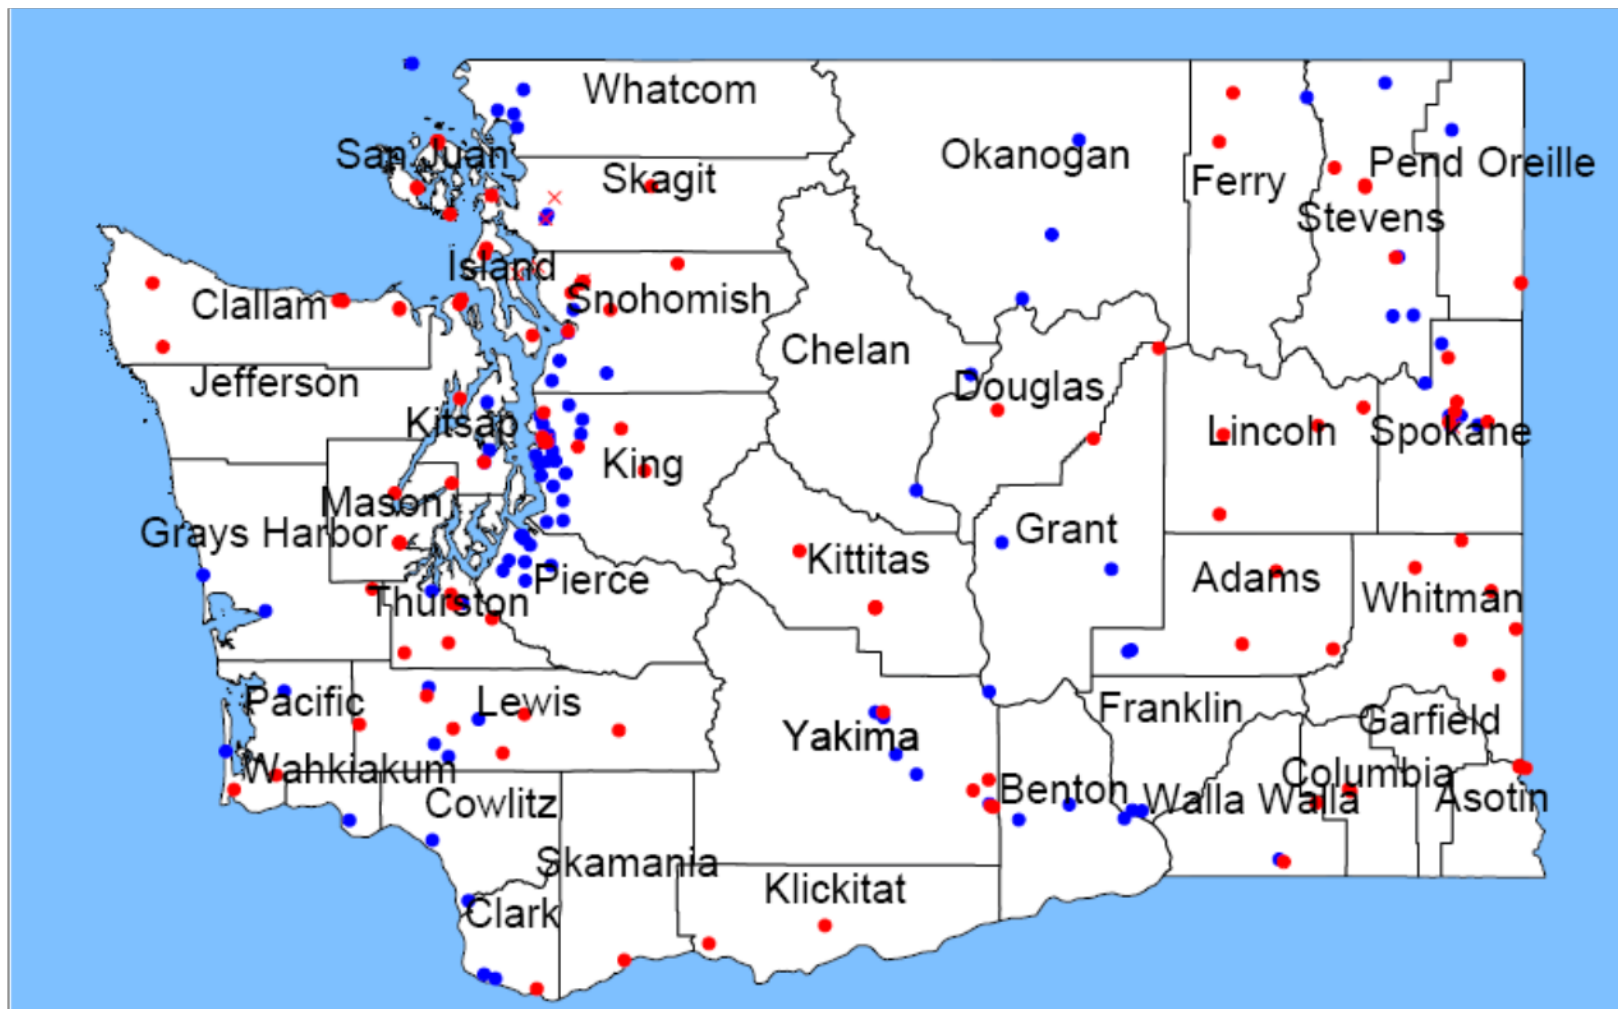 Whatcom
San Juan
Skagit
Okanogan
Ferry
Pend Oreille
Stevens
Island
Clallam
Snohomish
Jefferson
Chelan
Douglas
Kitsap
King
Lincoln
Spokane
Mason
Grays Harbor
Grant
Kittitas
Pierce
Thurston
Adams
Whitman
Pacific
Lewis
Yakima
Franklin
Garfield
Wahkiakum
Cowlitz
Benton
Walla Walla
Columbia
Asotin
Skamania
Klickitat
Clark